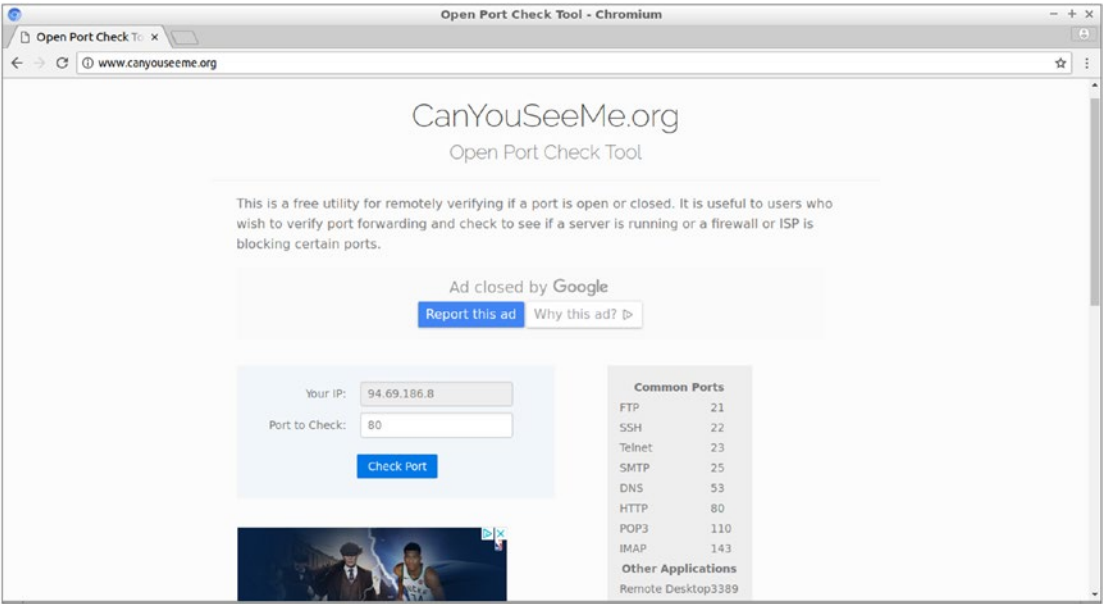 Open Port Check Tool - Chromium
Open Port Check To
www.canyouseeme.org
CanYouSeeMe.org
Open Port Check Tool
This is a free utility for remotely verifying if a port is open or closed. It is useful to users who
wish to verify port forwarding and check to see if a server is running or a firewall or ISP is
blocking certain ports.
Ad closed by Google
Report this ad
Why this ad?
Your IP: 94.69.186.8
Port to Check: 80
Check Port
Common Ports
FTP 21
SSH 22
Telnet 23
SMTP 25
DNS 53
HTTP 80
POP3 110
IMAP 143
Other Applications
Remote Desktop3389